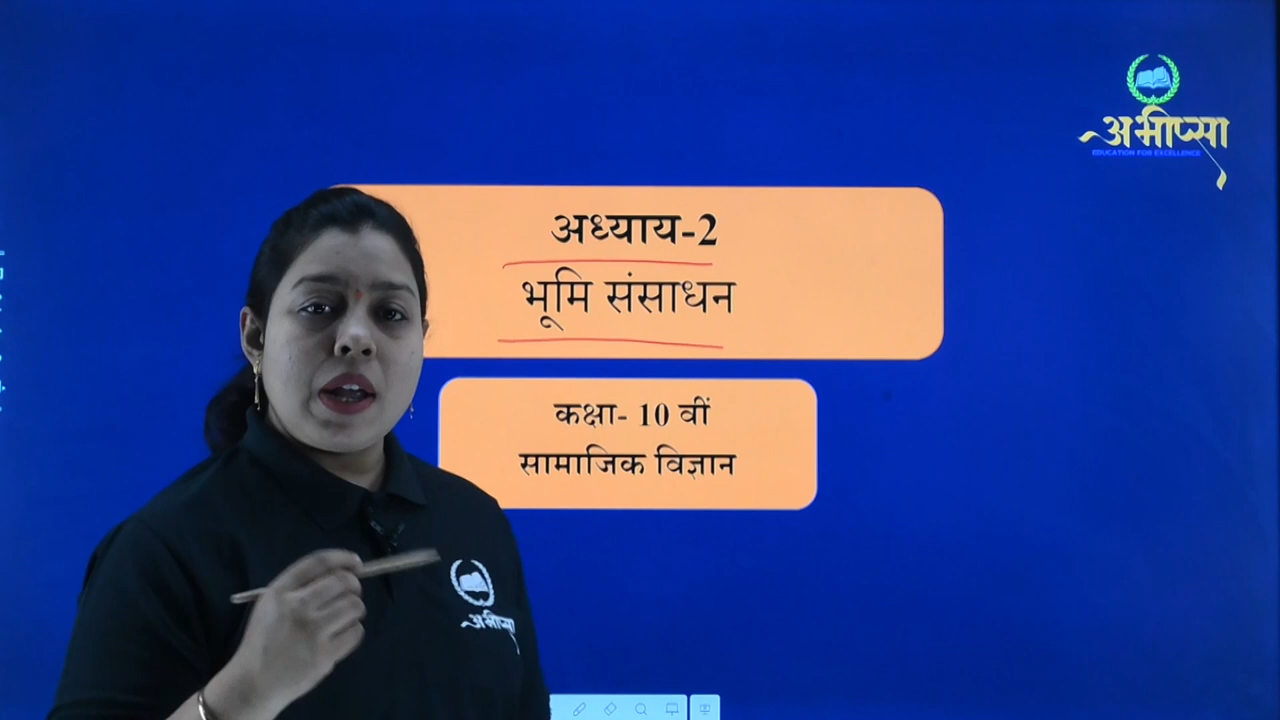 अभीप्सा
EDUCATION FOR EXCELLENCE
अध्याय-2
भूमि संसाधन
कक्षा- 10 वीं
सामाजिक विज्ञान
अभीप्सा